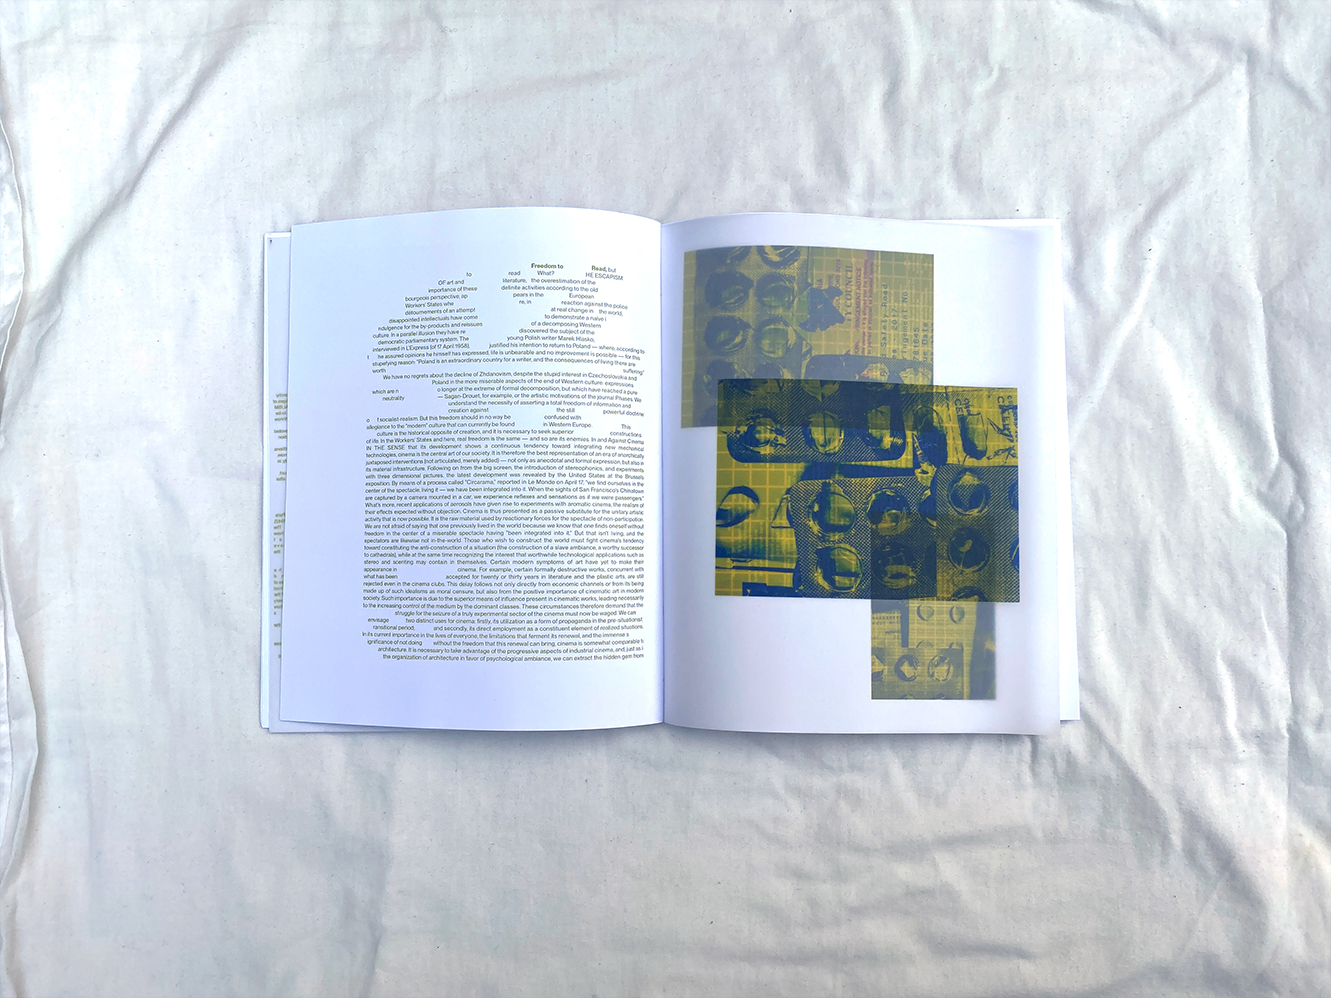 Freedom to Read, but
to read What? HE ESCAPISM
OF art and literature, the overestimation of the
importance of these definite activities according to the old
bourgeois perspective, ap pears in the European
Workers' States whe re, in reaction against the police
détournements of an attempt at real change in the world,
disappointed intellectuals have come to demonstrate a naive i
ndulgence for the by-products and reissues of a decomposing Western
culture. In a parallel illusion they have re discovered the subject of the
democratic parliamentary system. The young Polish writer Marek Hlasko,
interviewed in L'Express (of 17 April 1958), justified his intention to return to Poland — where, according to
t he assured opinions he himself has expressed, life is unbearable and no improvement is possible — for this
stupefying reason: "Poland is an extraordinary country for a writer, and the consequences of living there are
worth suffering"
We have no regrets about the decline of Zhdanovism, despite the stupid interest in Czechoslovakia and
Poland in the more miserable aspects of the end of Western culture: expressions
which are n o longer at the extreme of formal decomposition, but which have reached a pure
neutrality — Sagan-Drouet, for example, or the artistic motivations of the journal Phases. We
understand the necessity of asserting a total freedom of information and
creation against the still powerful doctrine
o f socialist-realism. But this freedom should in no way be confused with
allegiance to the "modern" culture that can currently be found in Western Europe. This
culture is the historical opposite of creation, and it is necessary to seek superior constructions
of life. In the Workers' States and here, real freedom is the same — and so are its enemies. In and Against Cinema
IN THE SENSE that its development shows a continuous tendency toward integrating new mechanical
technologies, cinema is the central art of our society. It is therefore the best representation of an era of anarchically
juxtaposed interventions (not articulated, merely added) — not only as anecdotal and formal expression, but also in
its material infrastructure. Following on from the big screen, the introduction of stereophonics, and experiments
with three dimensional pictures, the latest development was revealed by the United States at the Brussels
exposition. By means of a process called "Circarama," reported in Le Monde on April 17, "we find ourselves in the
center of the spectacle, living it — we have been integrated into it. When the sights of San Francisco's Chinatown
are captured by a camera mounted in a car, we experience reflexes and sensations as if we were passengers."
What's more, recent applications of aerosols have given rise to experiments with aromatic cinema, the realism of
their effects expected without objection. Cinema is thus presented as a passive substitute for the unitary artistic
activity that is now possible. It is the raw material used by reactionary forces for the spectacle of non-participation.
We are not afraid of saying that one previously lived in the world because we know that one finds oneself without
freedom in the center of a miserable spectacle having "been integrated into it." But that isn't living, and the
spectators are likewise not in-the-world. Those who wish to construct the world must fight cinema's tendency
toward constituting the anti-construction of a situation (the construction of a slave ambiance, a worthy successor
to cathedrals), while at the same time recognizing the interest that worthwhile technological applications such as
stereo and scenting may contain in themselves. Certain modern symptoms of art have yet to make their
appearance in cinema. For example, certain formally destructive works, concurrent with
what has been accepted for twenty or thirty years in literature and the plastic arts, are still
rejected even in the cinema clubs. This delay follows not only directly from economic channels or from its being
made up of such idealisms as moral censure, but also from the positive importance of cinematic art in modern
society. Such importance is due to the superior means of influence present in cinematic works, leading necessarily
to the increasing control of the medium by the dominant classes. These circumstances therefore demand that the
struggle for the seizure of a truly experimental sector of the cinema must now be waged. We can
envisage two distinct uses for cinema: firstly, its utilization as a form of propaganda in the pre-situationist
transitional period; and secondly, its direct employment as a constituent element of realized situations.
In its current importance in the lives of everyone, the limitations that ferment its renewal, and the immense s
ignificance of not doing without the freedom that this renewal can bring, cinema is somewhat comparable t
architecture. It is necessary to take advantage of the progressive aspects of industrial cinema, and, just as i
the organization of architecture in favor of psychological ambiance, we can extract the hidden gem from
TY COUNCIL
Safety Road